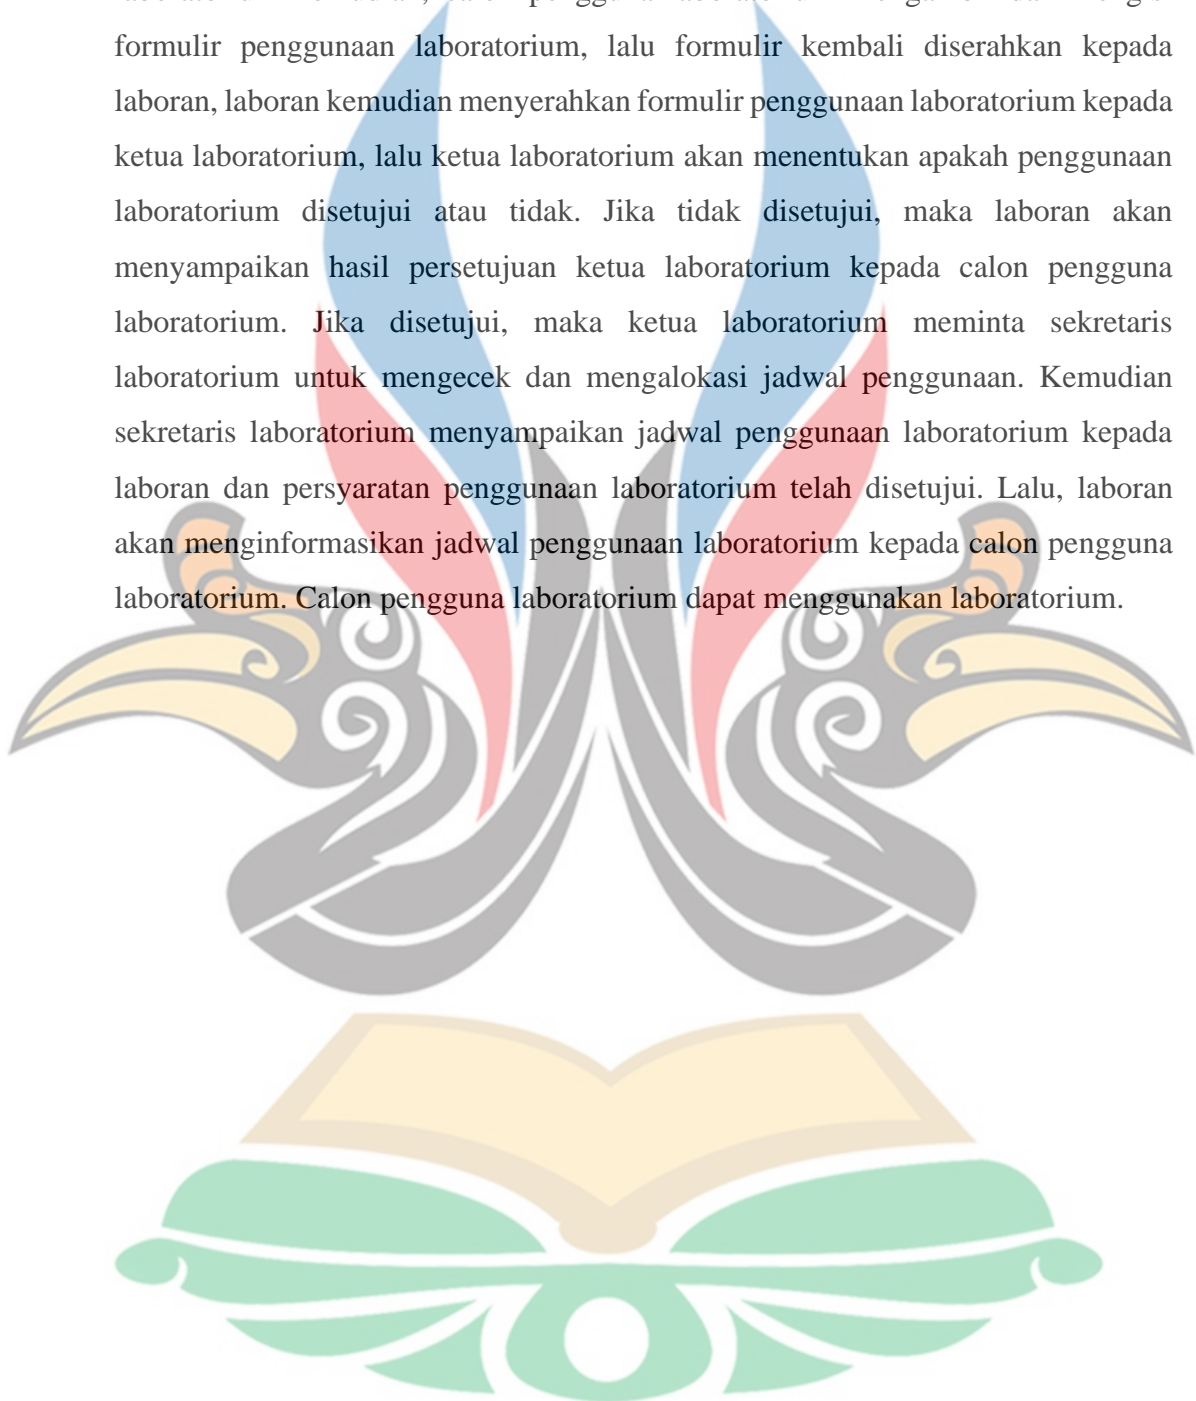 formulir penggunaan laboratorium, lalu formulir kembali diserahkan kepada
laboran, laboran kemudian menyerahkan formulir penggunaan laboratorium kepada
ketua laboratorium, lalu ketua laboratorium akan menentukan apakah penggunaan
laboratorium disetujui atau tidak. Jika tidak disetujui, maka laboran akan
menyampaikan hasil persetujuan ketua laboratorium kepada calon pengguna
laboratorium. Jika disetujui, maka ketua laboratorium meminta sekretaris
laboratorium untuk mengecek dan mengalokasi jadwal penggunaan. Kemudian
sekretaris laboratorium menyampaikan jadwal penggunaan laboratorium kepada
laboran dan persyaratan penggunaan laboratorium telah disetujui. Lalu, laboran
akan menginformasikan jadwal penggunaan laboratorium kepada calon pengguna
laboratorium. Calon pengguna laboratorium dapat menggunakan laboratorium.